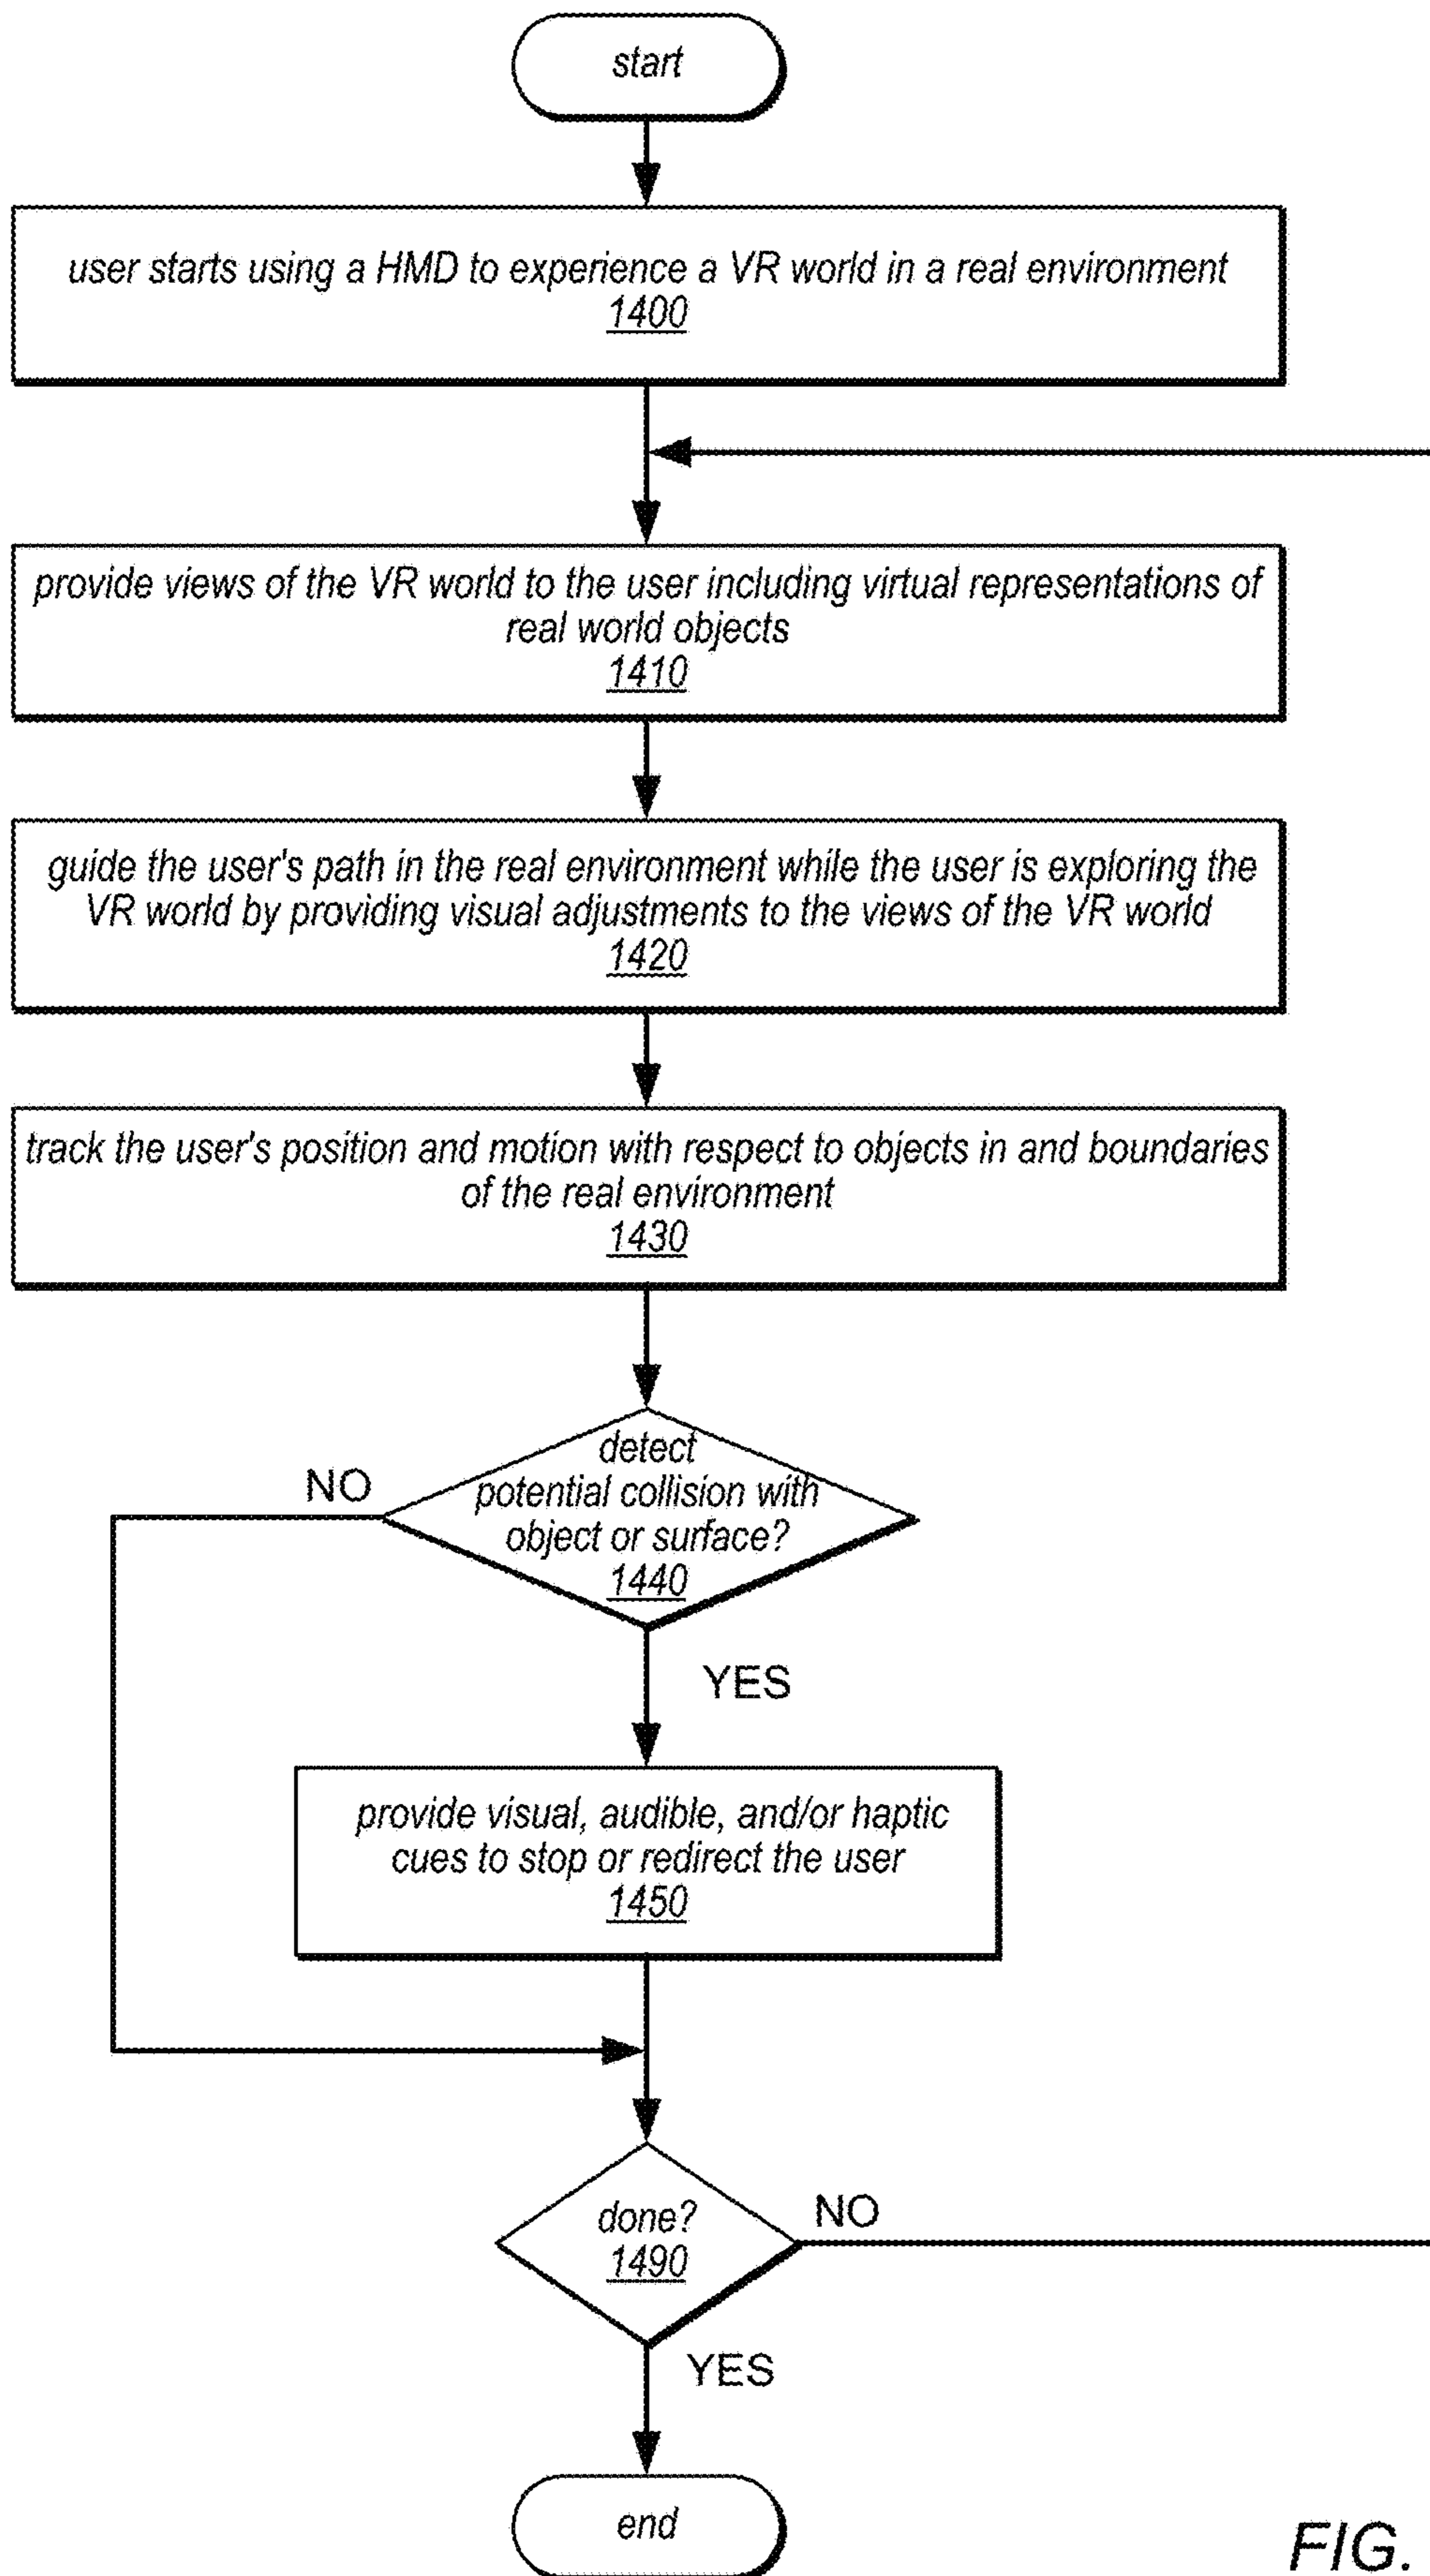 start
user starts using a HMD to experience a VR world in a real environment
1400
provide views of the VR world to the user including virtual representations of
real world objects
1410
guide the user's path in the real environment while the user is exploring the
VR world by providing visual adjustments to the views of the VR world
1420
track the user's position and motion with respect to objects in and boundaries
of the real environment
1430
detect
potential collision with
object or surface?
1440
NO
YES
provide visual, audible, and/or haptic
cues to stop or redirect the user
1450
done?
1490
NO
YES
end
FIG.